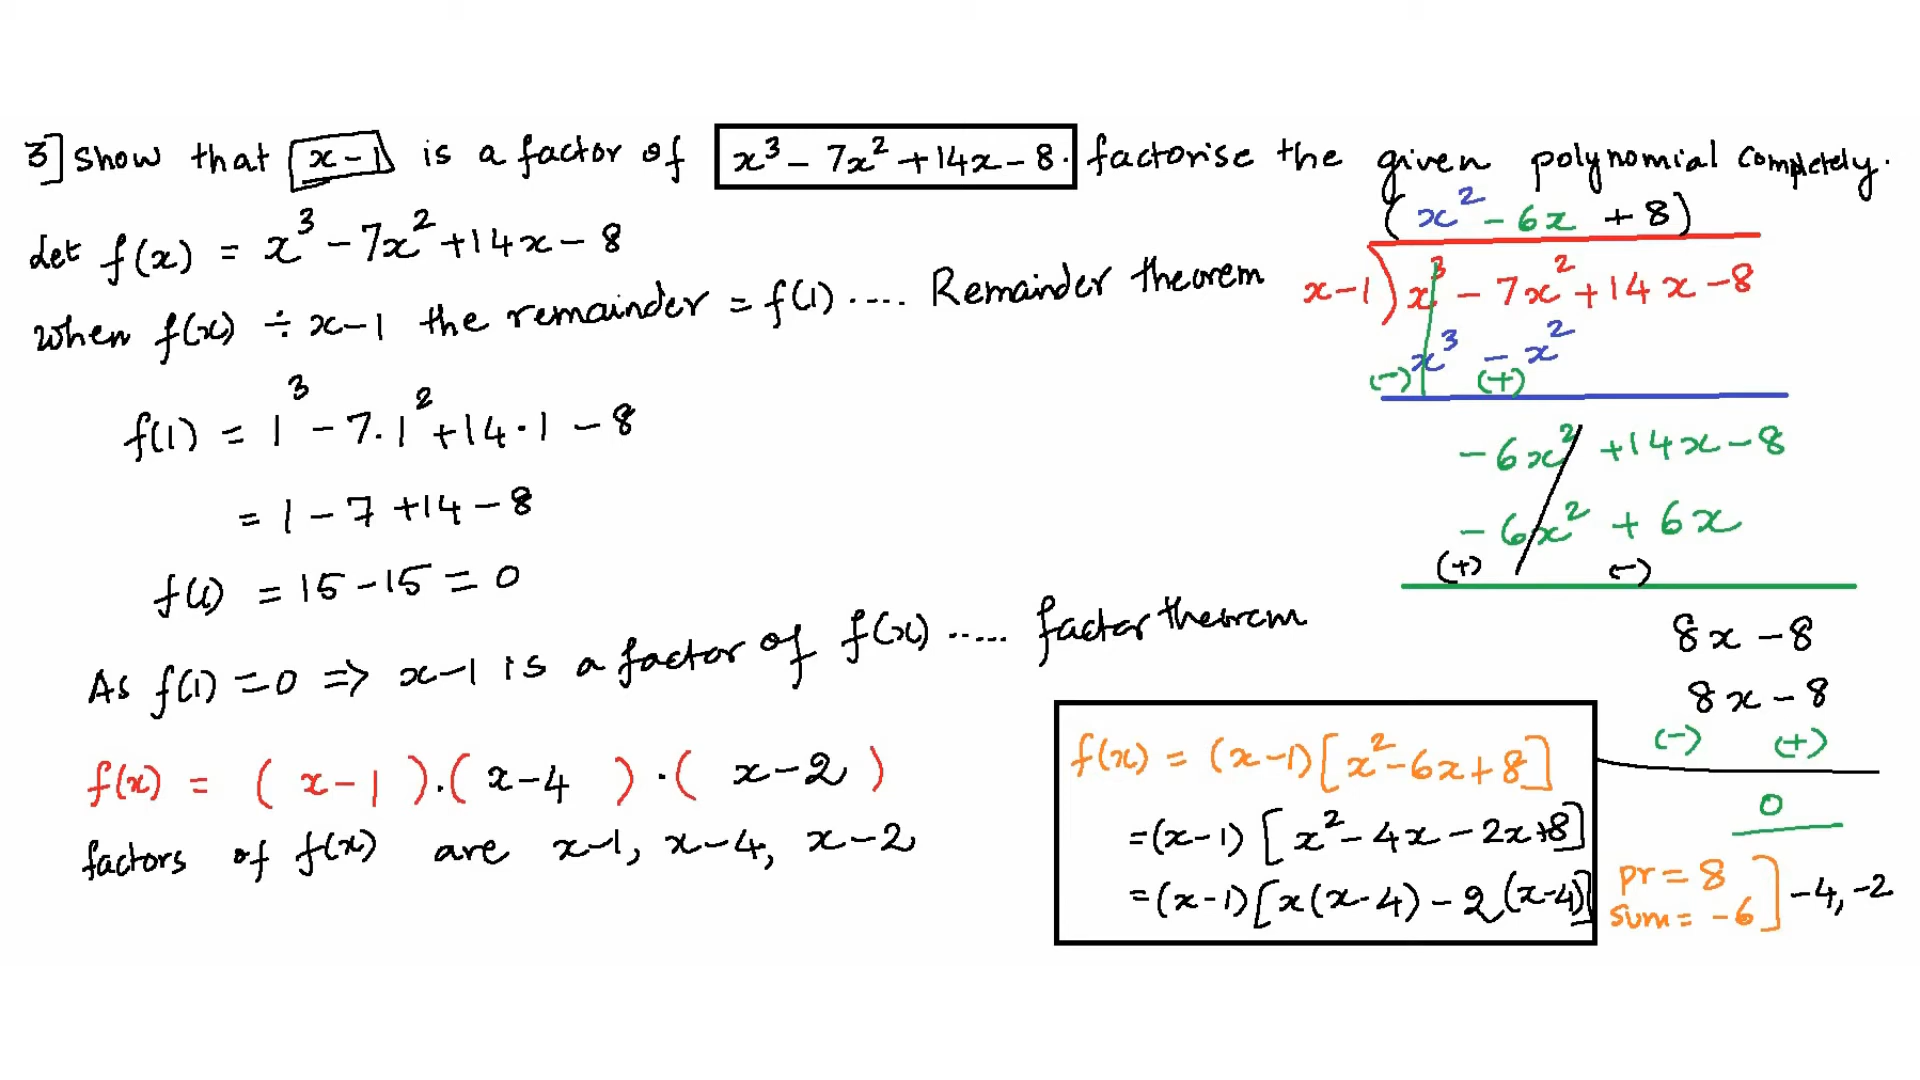 3] Show that x-1 is a factor of x³ - 7x² + 14x - 8. factorise the given polynomial completely.
Let f(x) = x³ - 7x² + 14x - 8
When f(x) ÷ x-1 the remainder = f(1) .... Remainder theorem
f(1) = 1³ - 7.1² + 14.1 - 8
= 1 - 7 + 14 - 8
f(1) = 15 - 15 = 0
As f(1) = 0 ⇒ x-1 is a factor of f(x) ..... factor theorem
f(x) = ( x-1 ).( x-4 ).( x-2 )
factors of f(x) are x-1, x-4, x-2
(x² - 6x + 8)
x-1 ) x³ - 7x² + 14x - 8
x³ - x²
(-) (+)
-6x² + 14x - 8
-6x² + 6x
(+) (-)
8x - 8
8x - 8
(-) (+)
0
f(x) = (x-1)[x² - 6x + 8]
= (x-1) [x² - 4x - 2x + 8]
= (x-1)[x(x-4) - 2(x-4)]
pr = 8
sum = -6 ] -4, -2